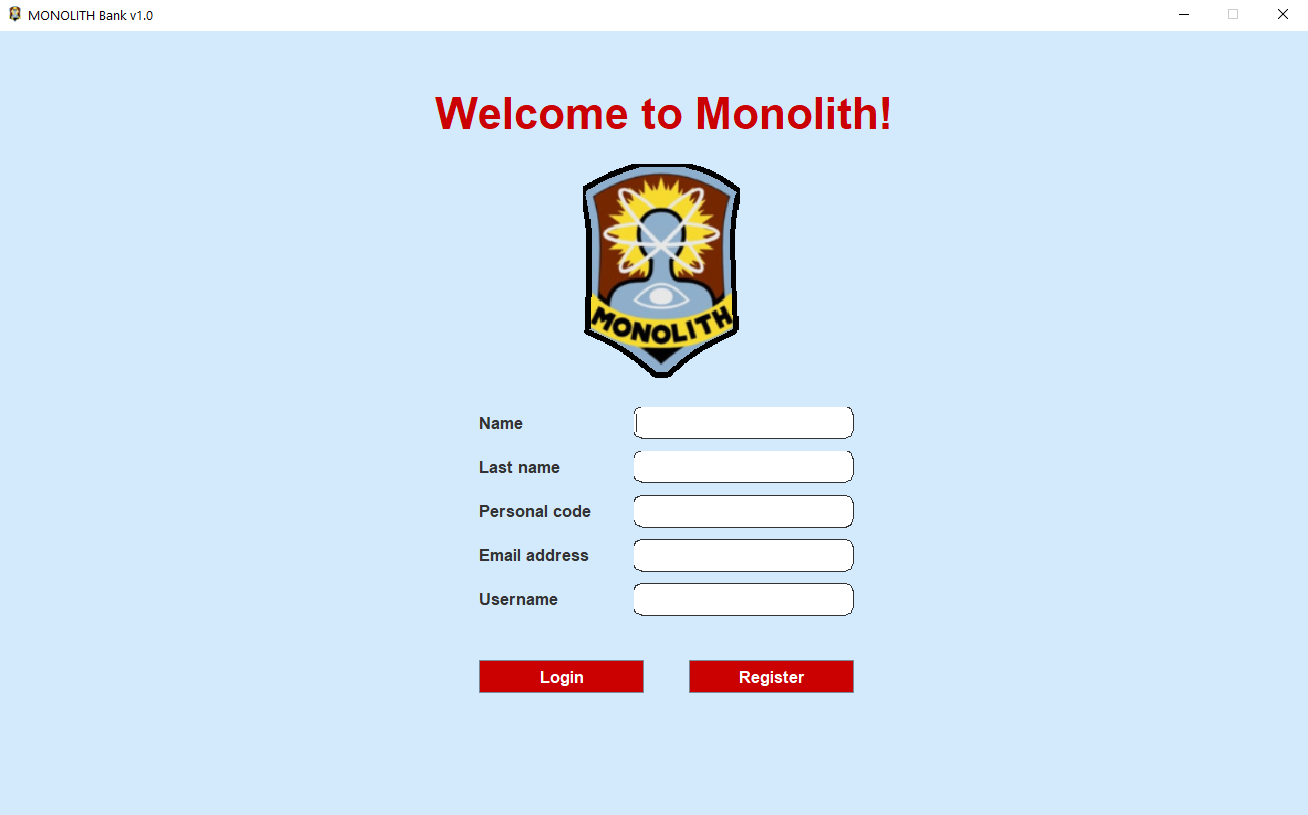 MONOLITH Bank v1.0
Welcome to Monolith!
MONOLITH
Name
Last name
Personal code
Email address
Username
Login Register